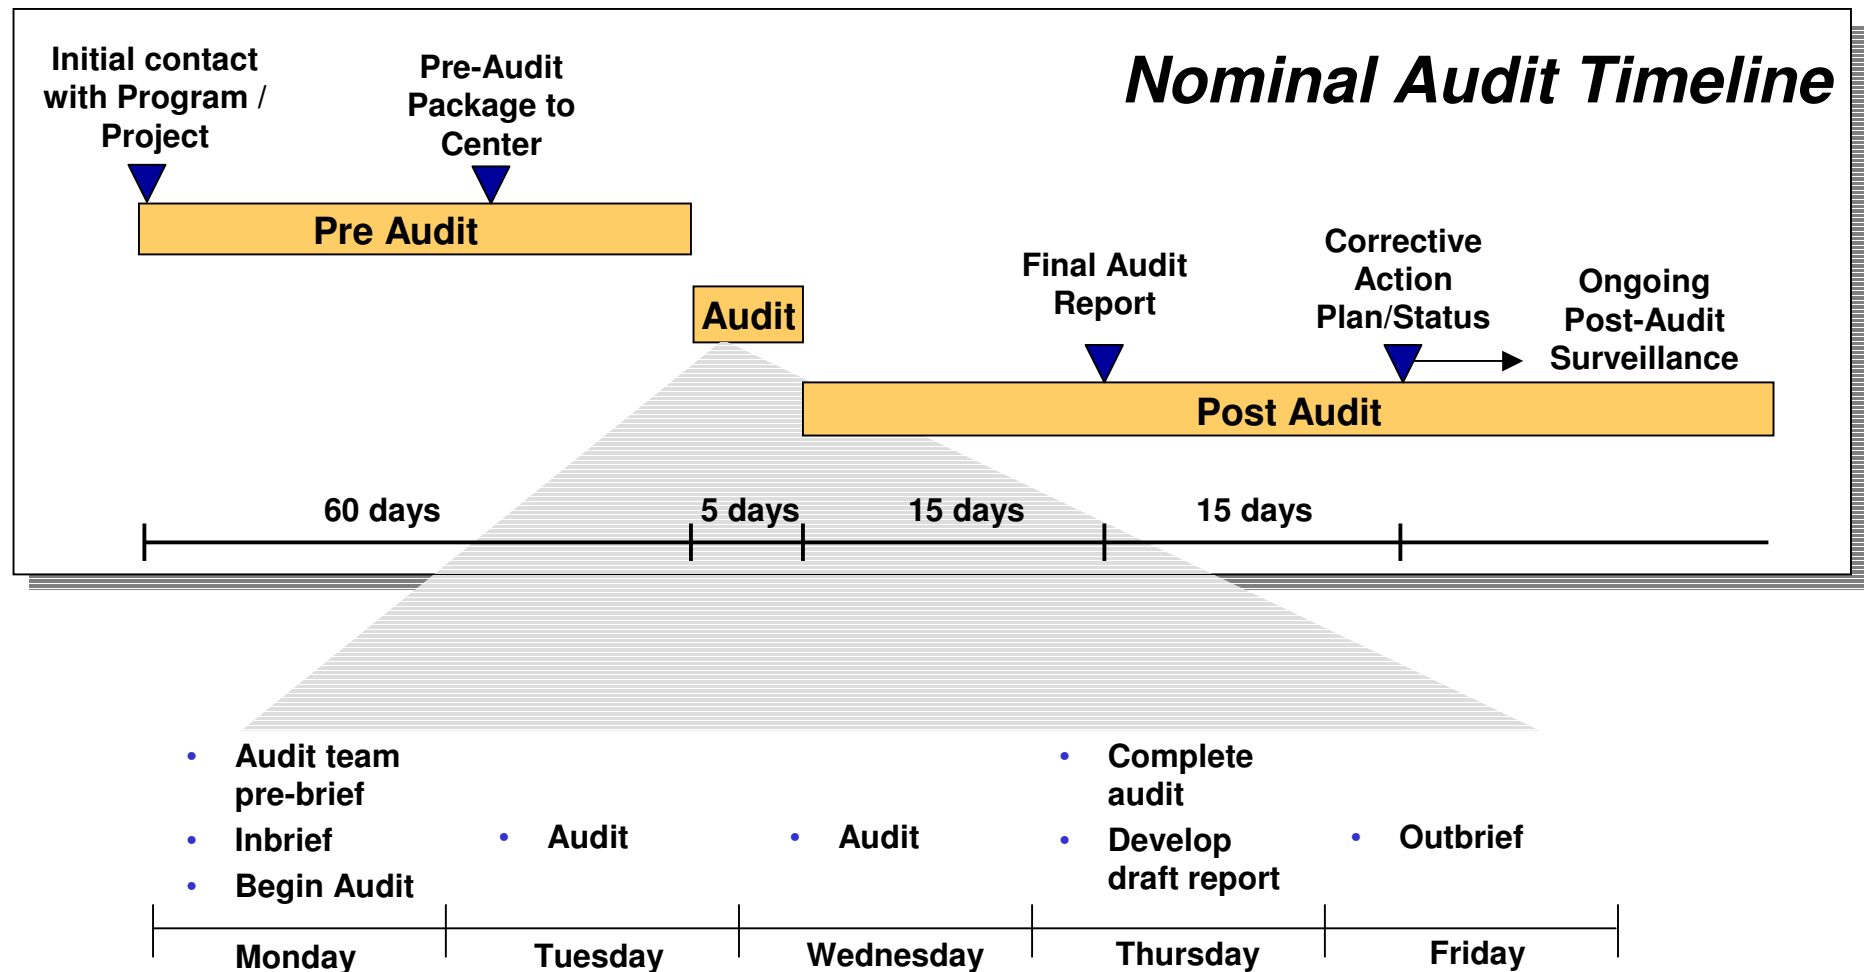 Nominal Audit Timeline
Initial contact
with Program /
Project
Pre-Audit
Package to
Center
Pre Audit
Audit
Final Audit
Report
Corrective
Action
Plan/Status
Ongoing
Post-Audit
Surveillance
Post Audit
60 days
5 days
15 days
15 days
• Audit team
pre-brief
• Inbrief
• Begin Audit
• Audit
• Audit
• Complete
audit
• Develop
draft report
• Outbrief
Monday
Tuesday
Wednesday
Thursday
Friday